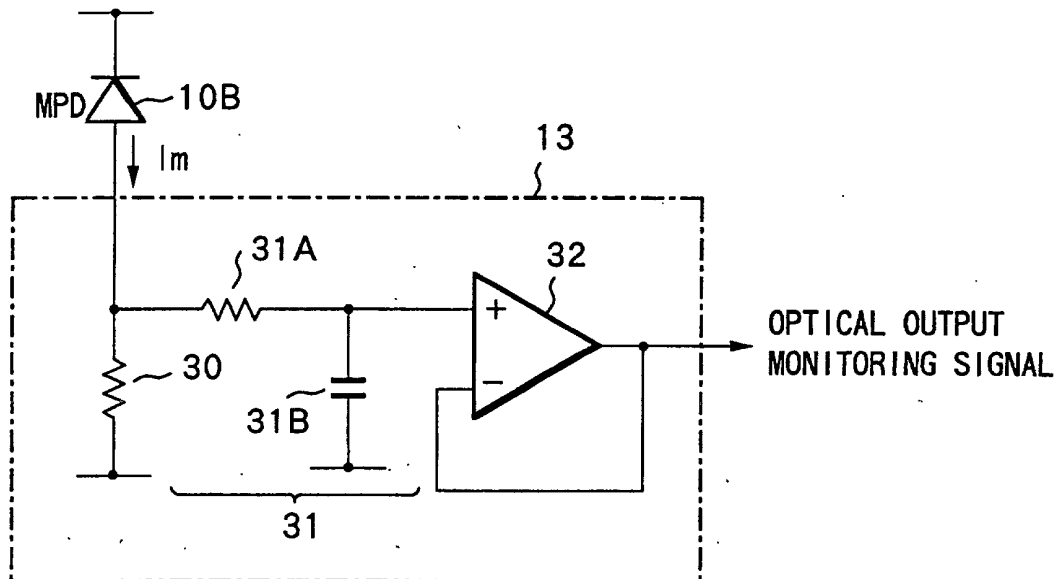 MPD
10B
Im
13
31A
32
+
−
OPTICAL OUTPUT
MONITORING SIGNAL
30
31B
31